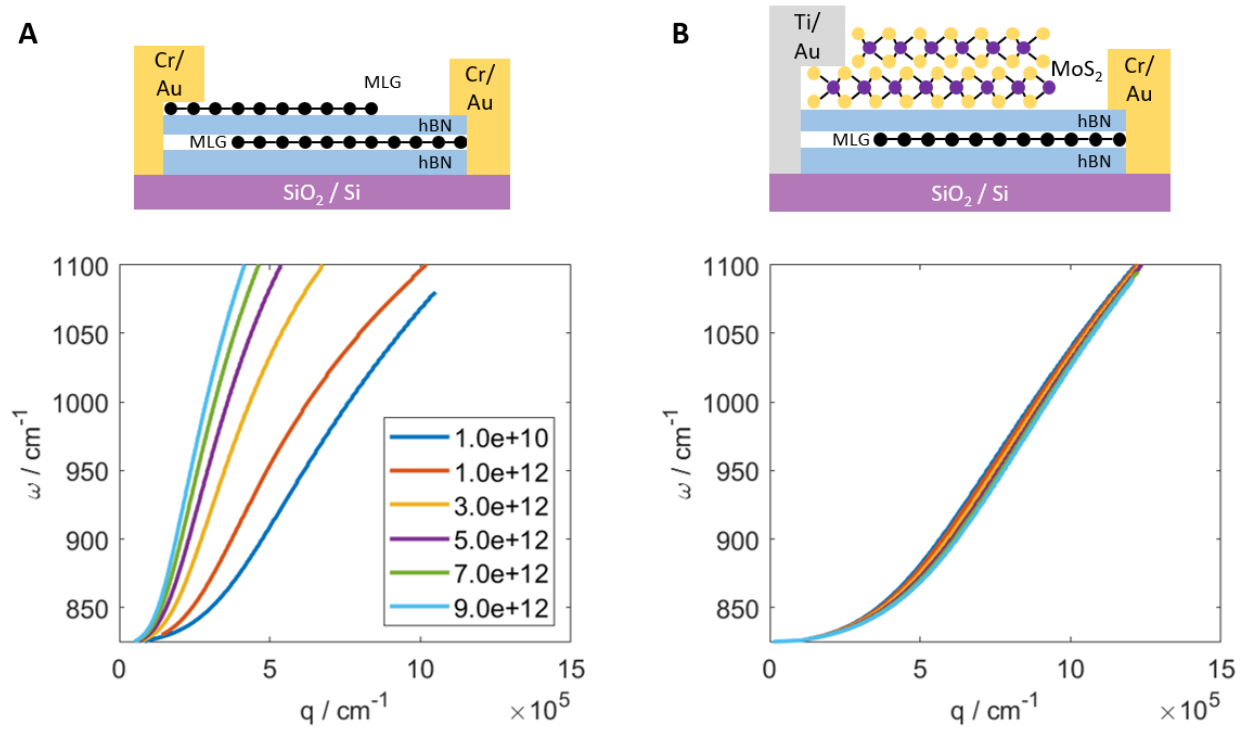 A
Cr/
Au
MLG
Cr/
Au
hBN
MLG
hBN
SiO2 / Si
1100
1050
1000
950
900
850
ω / cm-1
0
5
10
15
q / cm-1
× 10^5
1.0e+10
1.0e+12
3.0e+12
5.0e+12
7.0e+12
9.0e+12
B
Ti/
Au
MoS2
Cr/
Au
hBN
MLG
hBN
SiO2 / Si
1100
1050
1000
950
900
850
ω / cm-1
0
5
10
15
q / cm-1
× 10^5